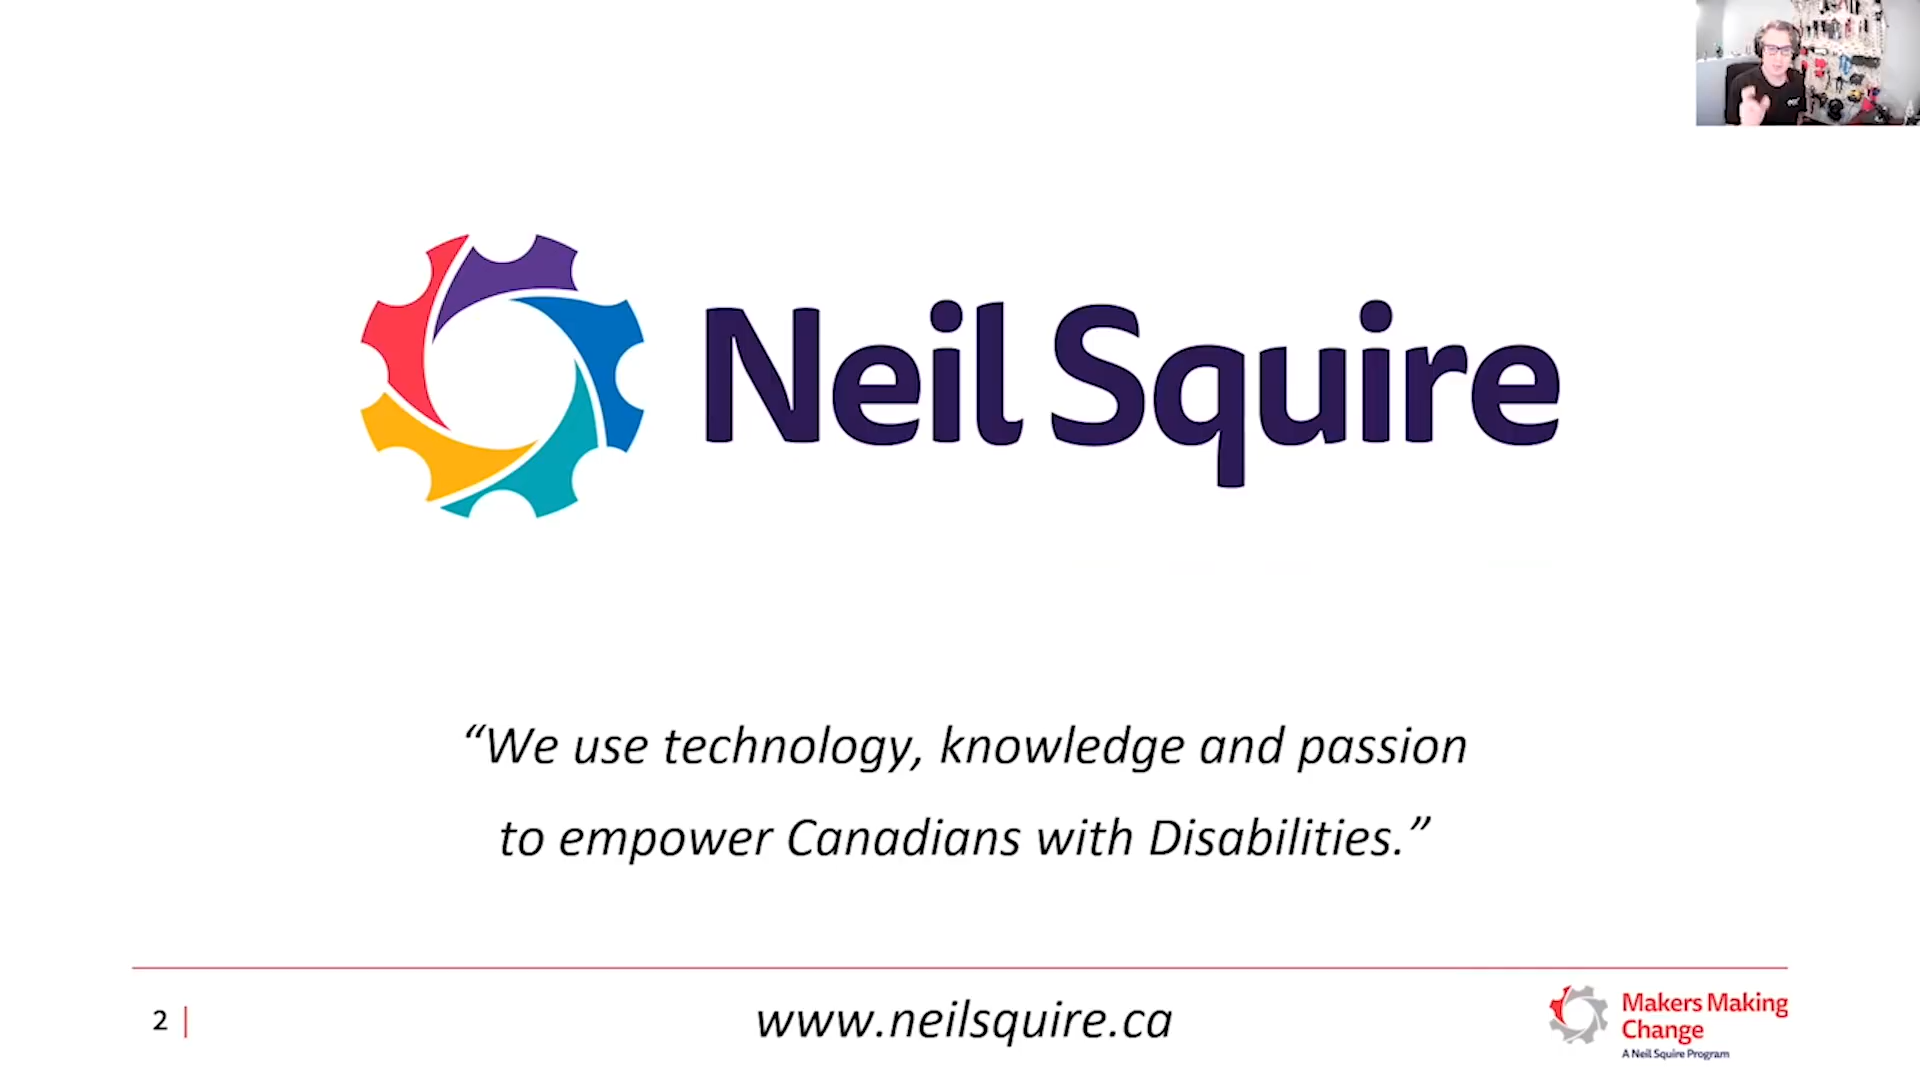 Neil Squire
“We use technology, knowledge and passion
to empower Canadians with Disabilities.”
2
www.neilsquire.ca
Makers Making
Change
A Neil Squire Program